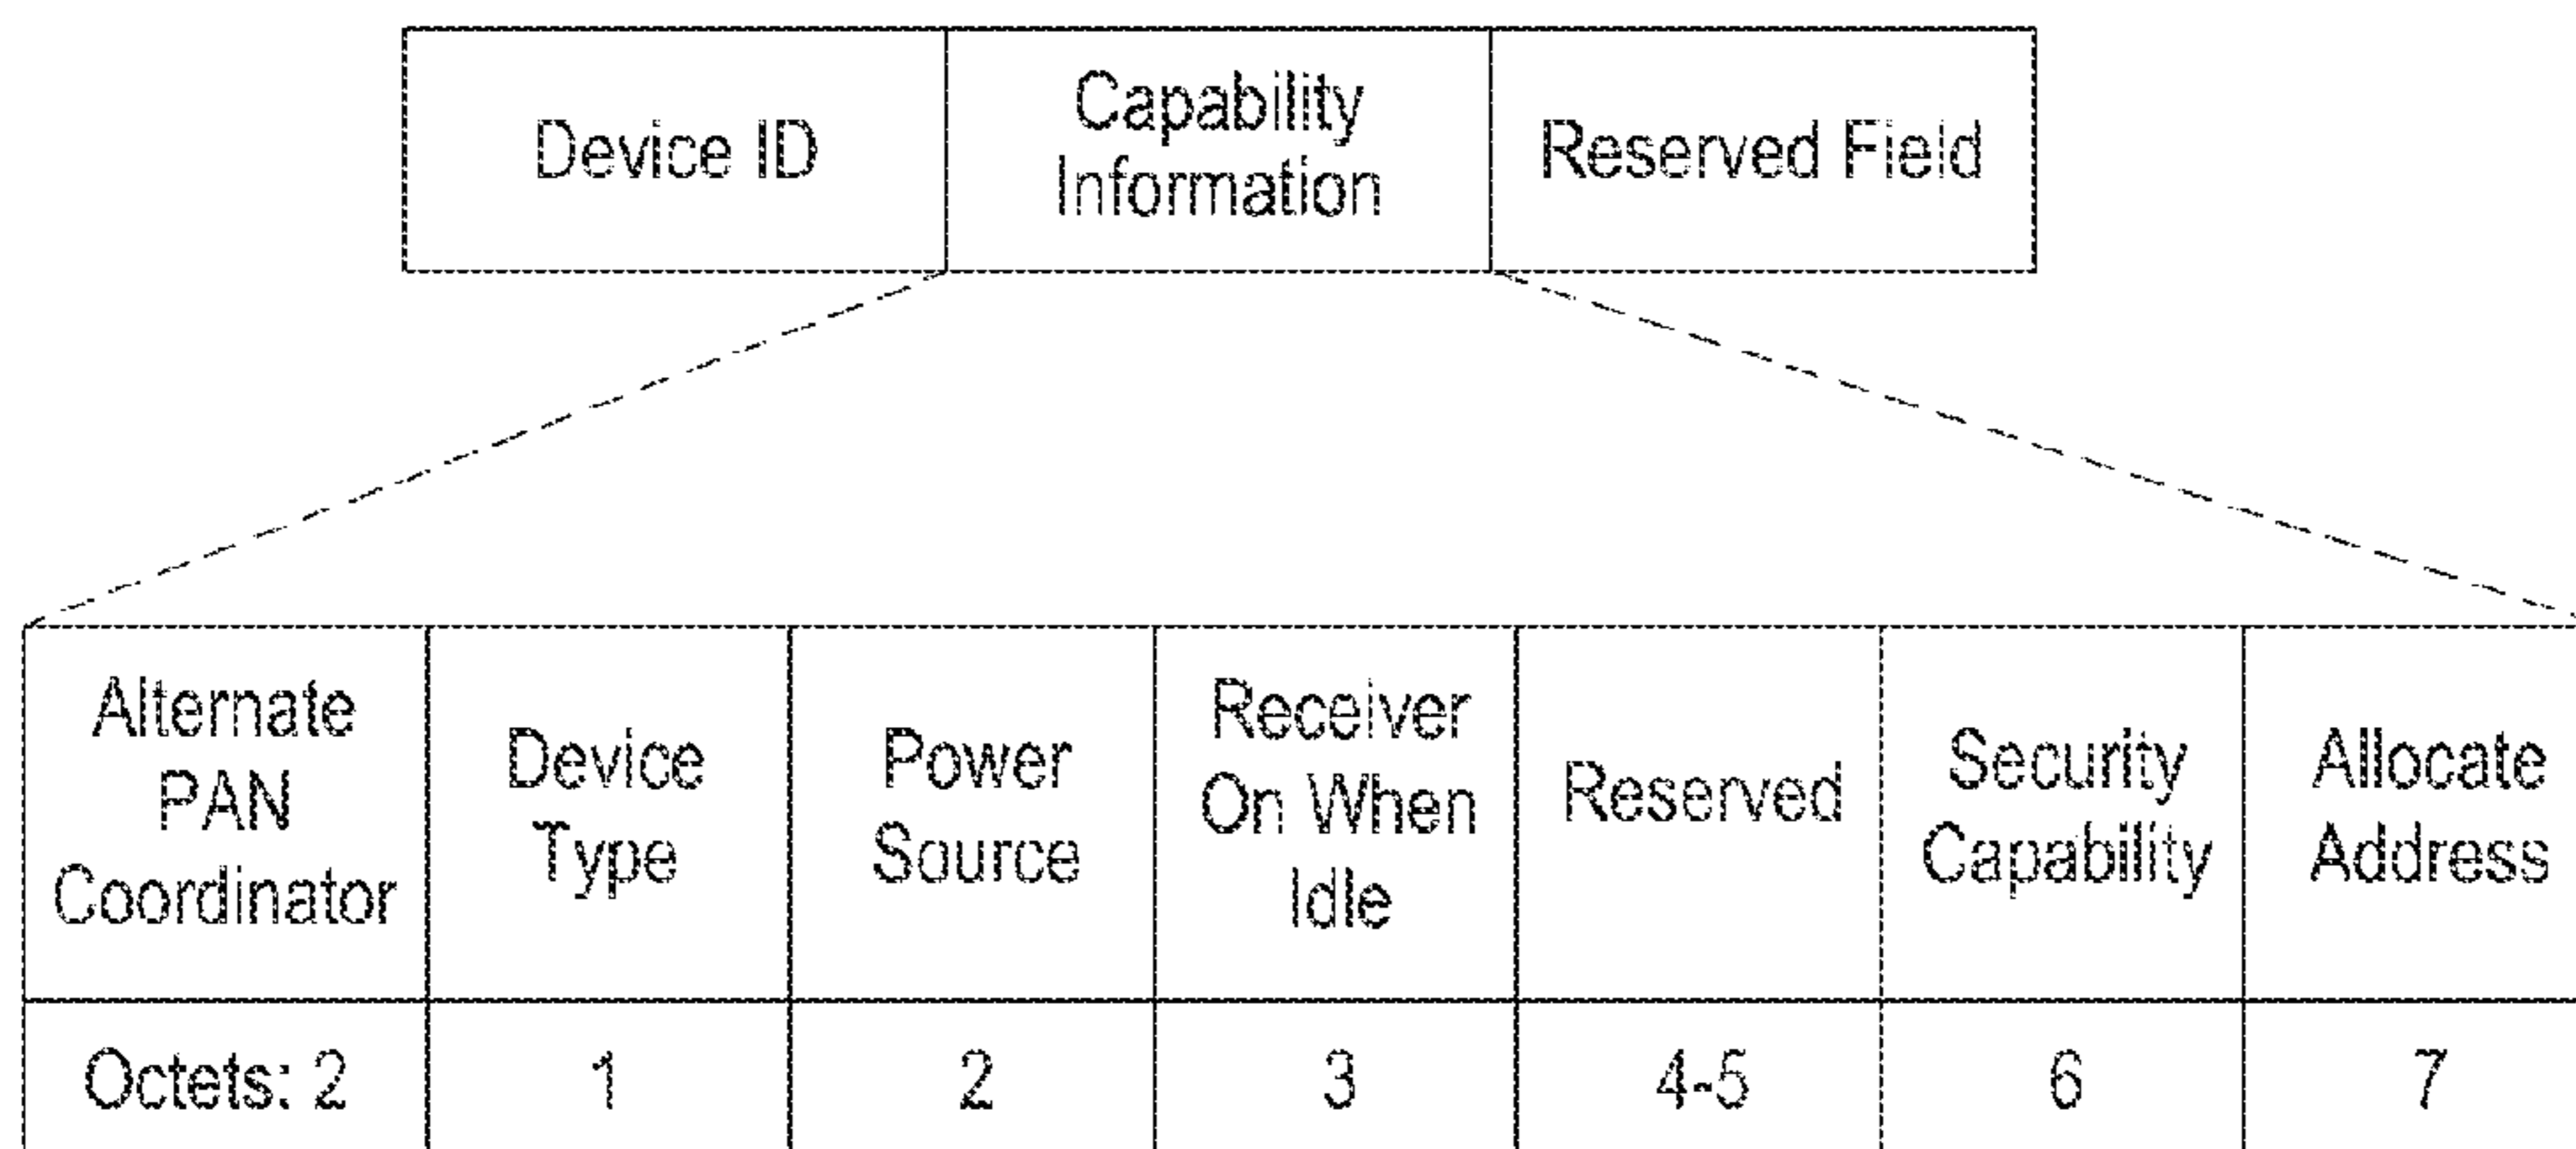 Device ID
Capability
Information
Reserved Field
Alternate
PAN
Coordinator
Device
Type
Power
Source
Receiver
On When
Idle
Reserved
Security
Capability
Allocate
Address
Octets: 2
1
2
3
4-5
6
7